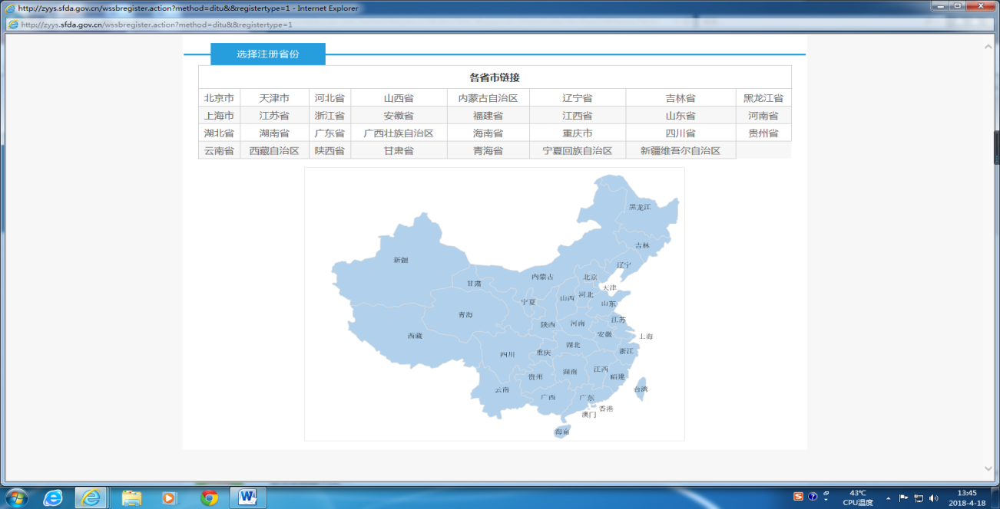 http://zyys.sfda.gov.cn/wssbregister.action?method=ditu&&registertype=1 - Internet Explorer
http://zyys.sfda.gov.cn/wssbregister.action?method=ditu&&registertype=1
选择注册省份
各省市链接
北京市 天津市 河北省 山西省 内蒙古自治区 辽宁省 吉林省 黑龙江省
上海市 江苏省 浙江省 安徽省 福建省 江西省 山东省 河南省
湖北省 湖南省 广东省 广西壮族自治区 海南省 重庆市 四川省 贵州省
云南省 西藏自治区 陕西省 甘肃省 青海省 宁夏回族自治区 新疆维吾尔自治区
黑龙江
吉林
新疆
辽宁
内蒙古 北京
甘肃
天津
山西 河北
宁夏
山东
青海
江苏
陕西 河南
安徽
西藏
上海
湖北
浙江
四川 重庆
江西
湖南
贵州
福建
云南
台湾
广西 广东
香港
澳门
海南
43℃
CPU温度
13:45
2018-4-18